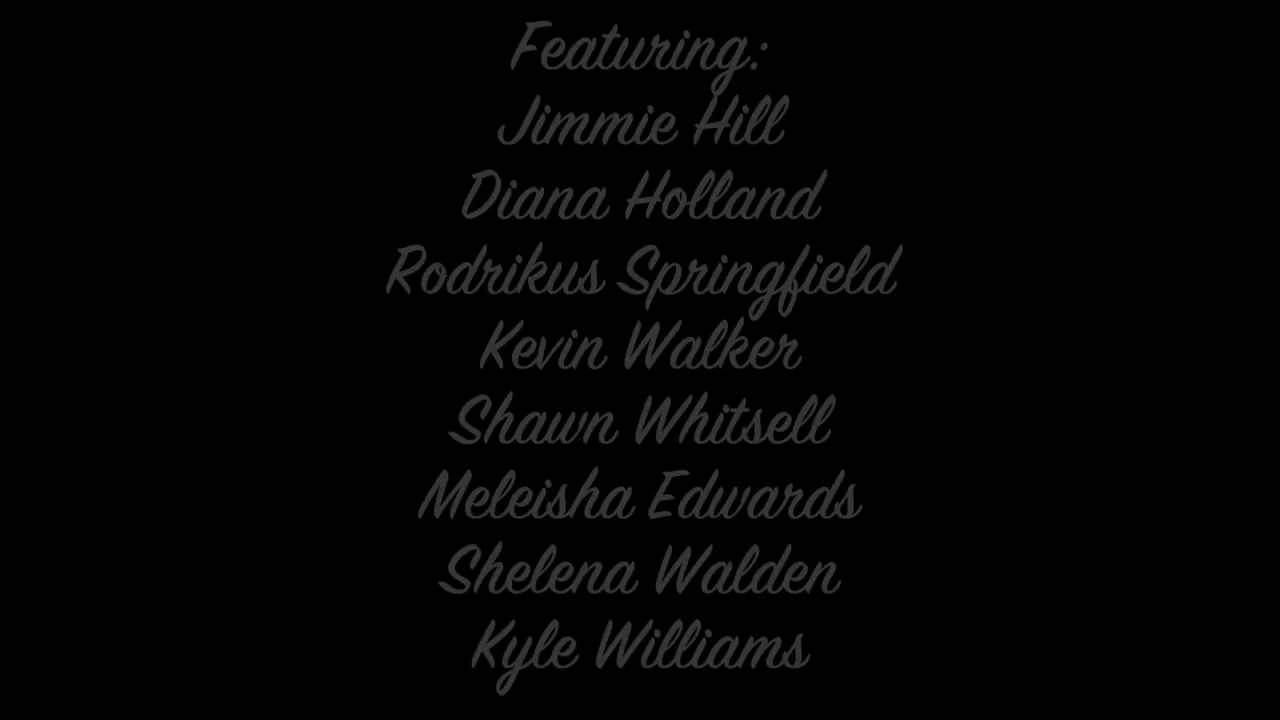 Featuring:
Jimmie Hill
Diana Holland
Rodrikus Springfield
Kevin Walker
Shawn Whitsell
Meleisha Edwards
Shelena Walden
Kyle Williams